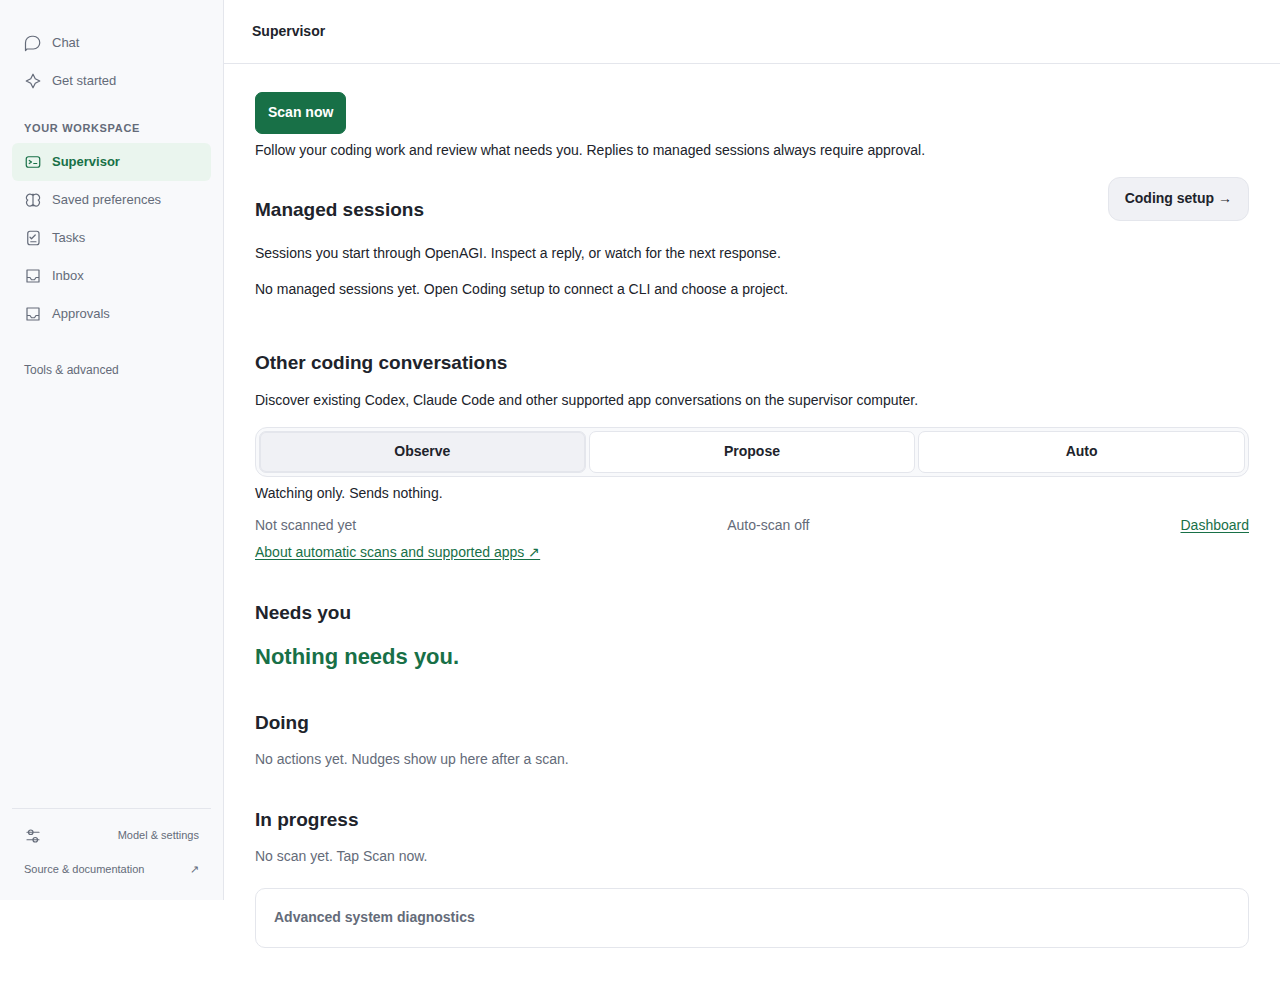 Chat
Get started
YOUR WORKSPACE
Supervisor
Saved preferences
Tasks
Inbox
Approvals
Tools & advanced
Model & settings
Source & documentation ↗
Supervisor
Scan now
Follow your coding work and review what needs you. Replies to managed sessions always require approval.
Managed sessions
Coding setup →
Sessions you start through OpenAGI. Inspect a reply, or watch for the next response.
No managed sessions yet. Open Coding setup to connect a CLI and choose a project.
Other coding conversations
Discover existing Codex, Claude Code and other supported app conversations on the supervisor computer.
Observe Propose Auto
Watching only. Sends nothing.
Not scanned yet Auto-scan off Dashboard
About automatic scans and supported apps ↗
Needs you
Nothing needs you.
Doing
No actions yet. Nudges show up here after a scan.
In progress
No scan yet. Tap Scan now.
Advanced system diagnostics